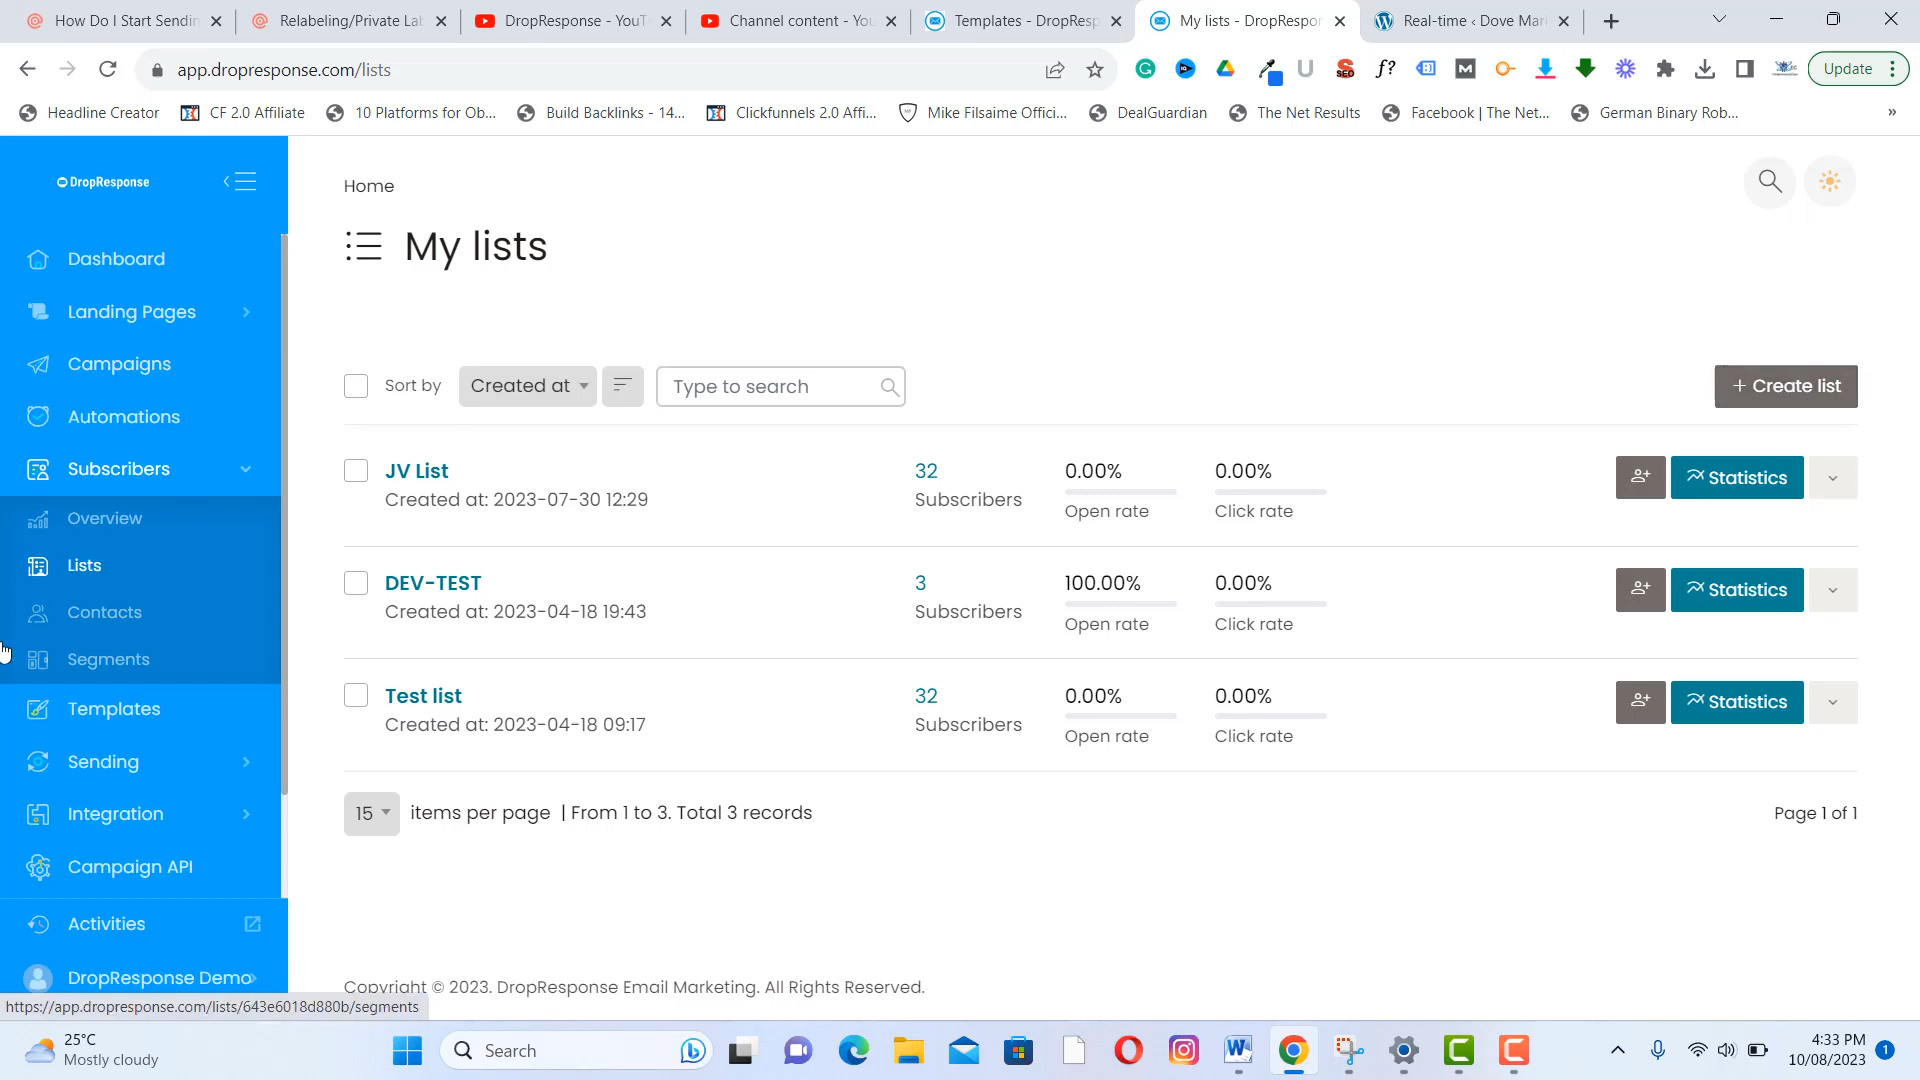 How Do I Start Sendin
Relabeling/Private Lab
DropResponse - YouT
Channel content - You
Templates - DropResp
My lists - DropRespon
Real-time ‹ Dove Mar
app.dropresponse.com/lists
Update
Headline Creator
CF 2.0 Affiliate
10 Platforms for Ob...
Build Backlinks - 14...
Clickfunnels 2.0 Affi...
Mike Filsaime Offici...
DealGuardian
The Net Results
Facebook | The Net...
German Binary Rob...
»
DropResponse
Dashboard
Landing Pages
Campaigns
Automations
Subscribers
Overview
Lists
Contacts
Segments
Templates
Sending
Integration
Campaign API
Activities
DropResponse Demo
https://app.dropresponse.com/lists/643e6018d880b/segments
Home
My lists
Sort by
Created at
Type to search
+ Create list
JV List
Created at: 2023-07-30 12:29
32
Subscribers
0.00%
Open rate
0.00%
Click rate
Statistics
DEV-TEST
Created at: 2023-04-18 19:43
3
Subscribers
100.00%
Open rate
0.00%
Click rate
Statistics
Test list
Created at: 2023-04-18 09:17
32
Subscribers
0.00%
Open rate
0.00%
Click rate
Statistics
15 items per page | From 1 to 3. Total 3 records
Page 1 of 1
Copyright © 2023. DropResponse Email Marketing. All Rights Reserved.
25°C
Mostly cloudy
Search
4:33 PM
10/08/2023
1